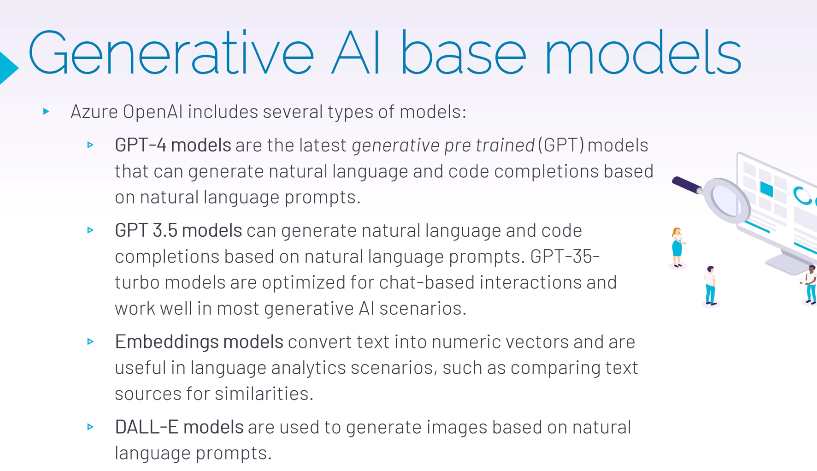 Generative AI base models
Azure OpenAI includes several types of models:
GPT-4 models are the latest generative pre trained (GPT) models
that can generate natural language and code completions based
on natural language prompts.
GPT 3.5 models can generate natural language and code
completions based on natural language prompts. GPT-35-
turbo models are optimized for chat-based interactions and
work well in most generative AI scenarios.
Embeddings models convert text into numeric vectors and are
useful in language analytics scenarios, such as comparing text
sources for similarities.
DALL-E models are used to generate images based on natural
language prompts.